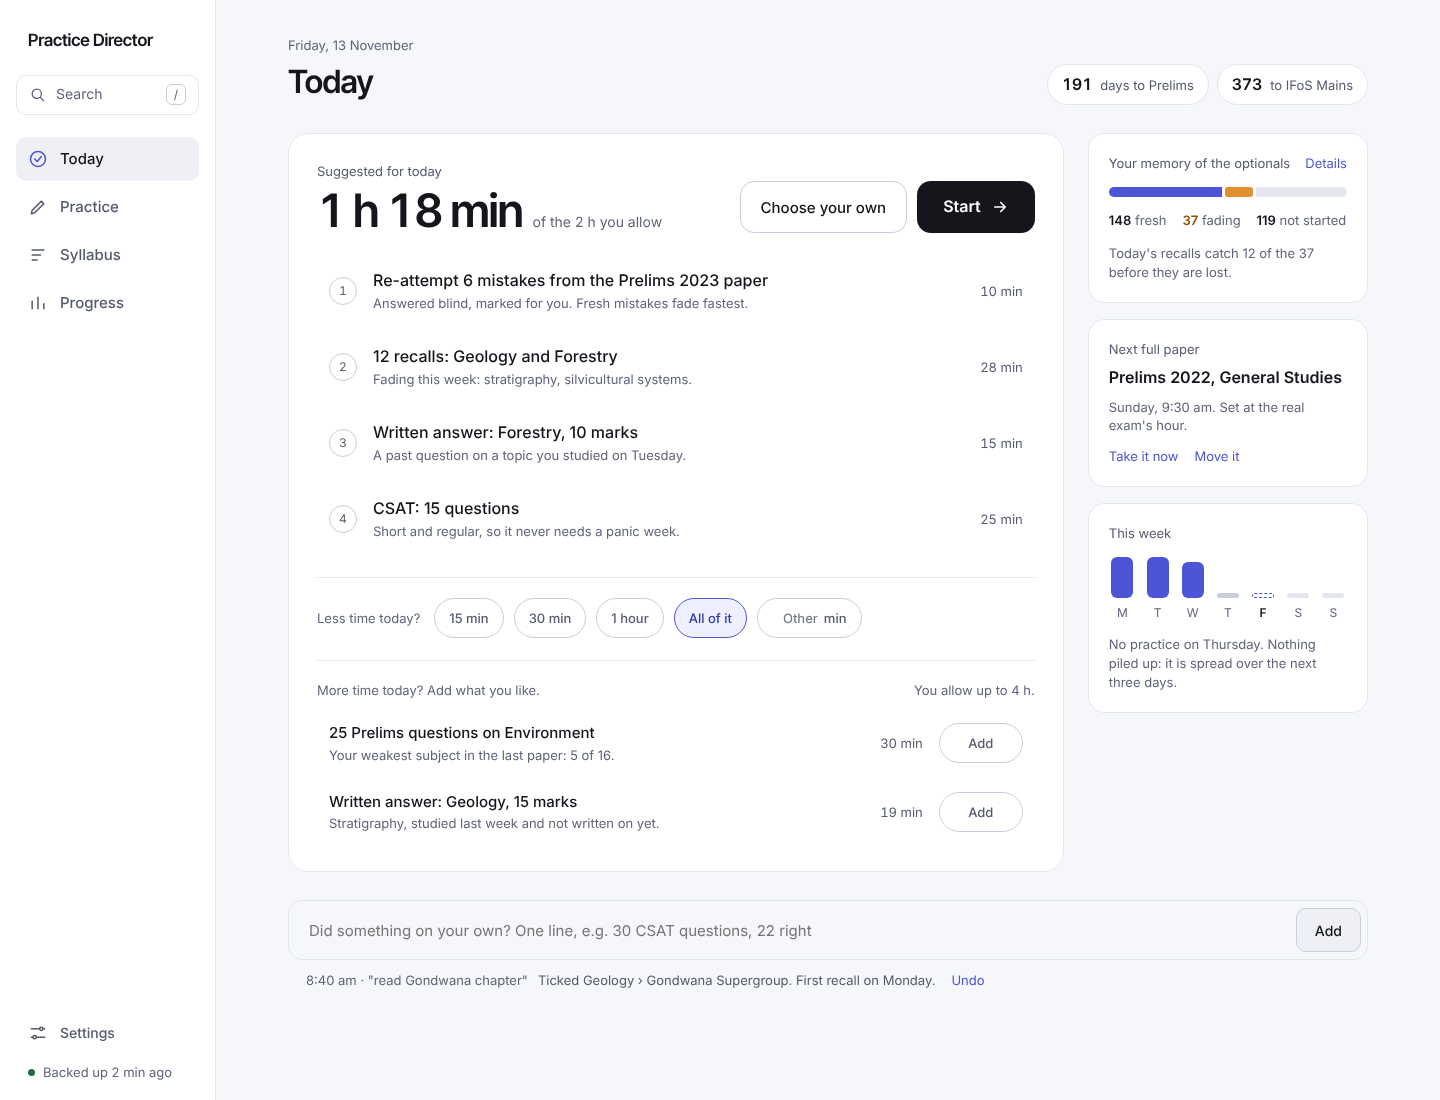 Practice Director
Search /
Today
Practice
Syllabus
Progress
Settings
Backed up 2 min ago
Friday, 13 November
Today
191 days to Prelims
373 to IFoS Mains
Suggested for today
1 h 18 min of the 2 h you allow
Choose your own
Start
1
Re-attempt 6 mistakes from the Prelims 2023 paper
Answered blind, marked for you. Fresh mistakes fade fastest.
10 min
2
12 recalls: Geology and Forestry
Fading this week: stratigraphy, silvicultural systems.
28 min
3
Written answer: Forestry, 10 marks
A past question on a topic you studied on Tuesday.
15 min
4
CSAT: 15 questions
Short and regular, so it never needs a panic week.
25 min
Less time today? 15 min 30 min 1 hour All of it Other min
More time today? Add what you like. You allow up to 4 h.
25 Prelims questions on Environment
Your weakest subject in the last paper: 5 of 16.
30 min Add
Written answer: Geology, 15 marks
Stratigraphy, studied last week and not written on yet.
19 min Add
Your memory of the optionals Details
148 fresh 37 fading 119 not started
Today's recalls catch 12 of the 37
before they are lost.
Next full paper
Prelims 2022, General Studies
Sunday, 9:30 am. Set at the real
exam's hour.
Take it now Move it
This week
M T W T F S S
No practice on Thursday. Nothing
piled up: it is spread over the next
three days.
Did something on your own? One line, e.g. 30 CSAT questions, 22 right
Add
8:40 am · "read Gondwana chapter" Ticked Geology › Gondwana Supergroup. First recall on Monday. Undo